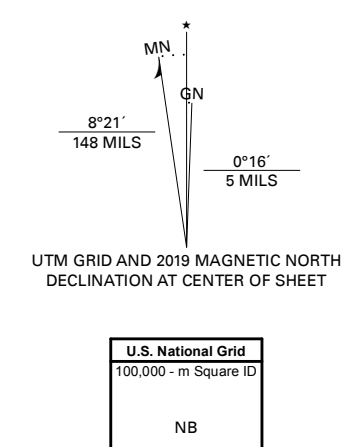 MN
GN
8°21´
148 MILS
0°16´
5 MILS
UTM GRID AND 2019 MAGNETIC NORTH
DECLINATION AT CENTER OF SHEET
U.S. National Grid
100,000 - m Square ID
NB